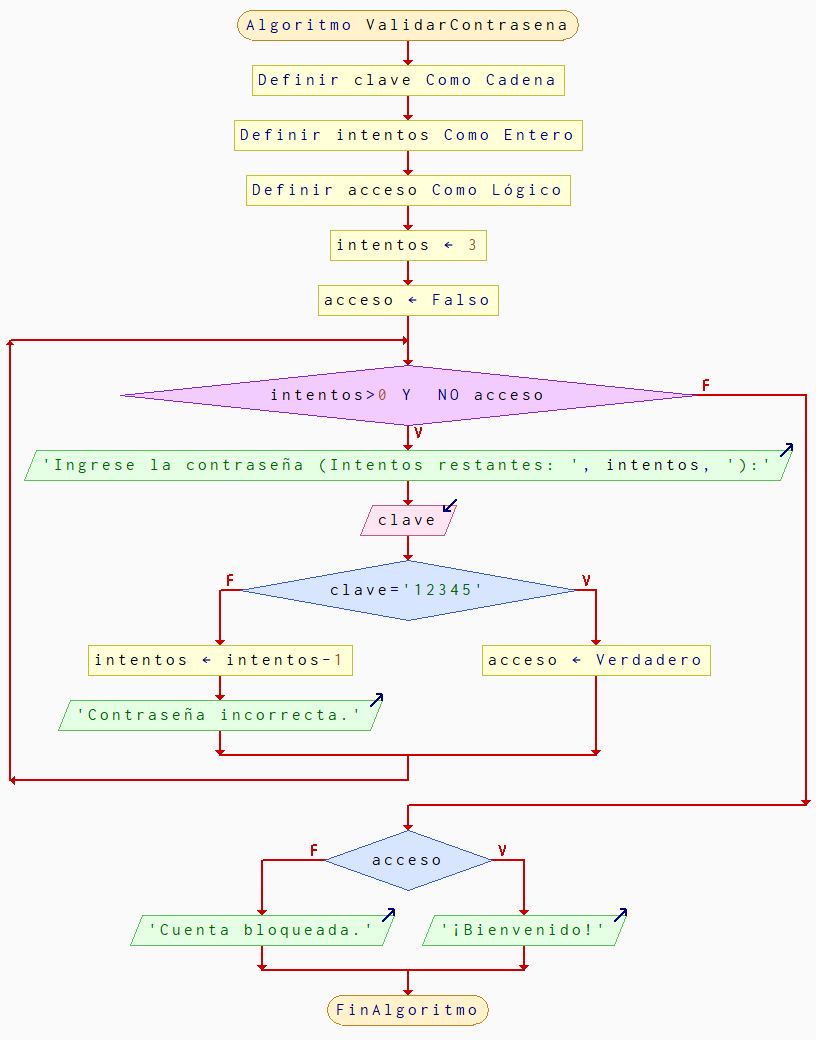 Algoritmo ValidarContrasena
Definir clave Como Cadena
Definir intentos Como Entero
Definir acceso Como Lógico
intentos ← 3
acceso ← Falso
intentos>0 Y  NO acceso
F
V
'Ingrese la contraseña (Intentos restantes: ', intentos, '):'
clave
clave='12345'
F
V
intentos ← intentos-1
acceso ← Verdadero
'Contraseña incorrecta.'
acceso
F
V
'Cuenta bloqueada.'
'¡Bienvenido!'
FinAlgoritmo